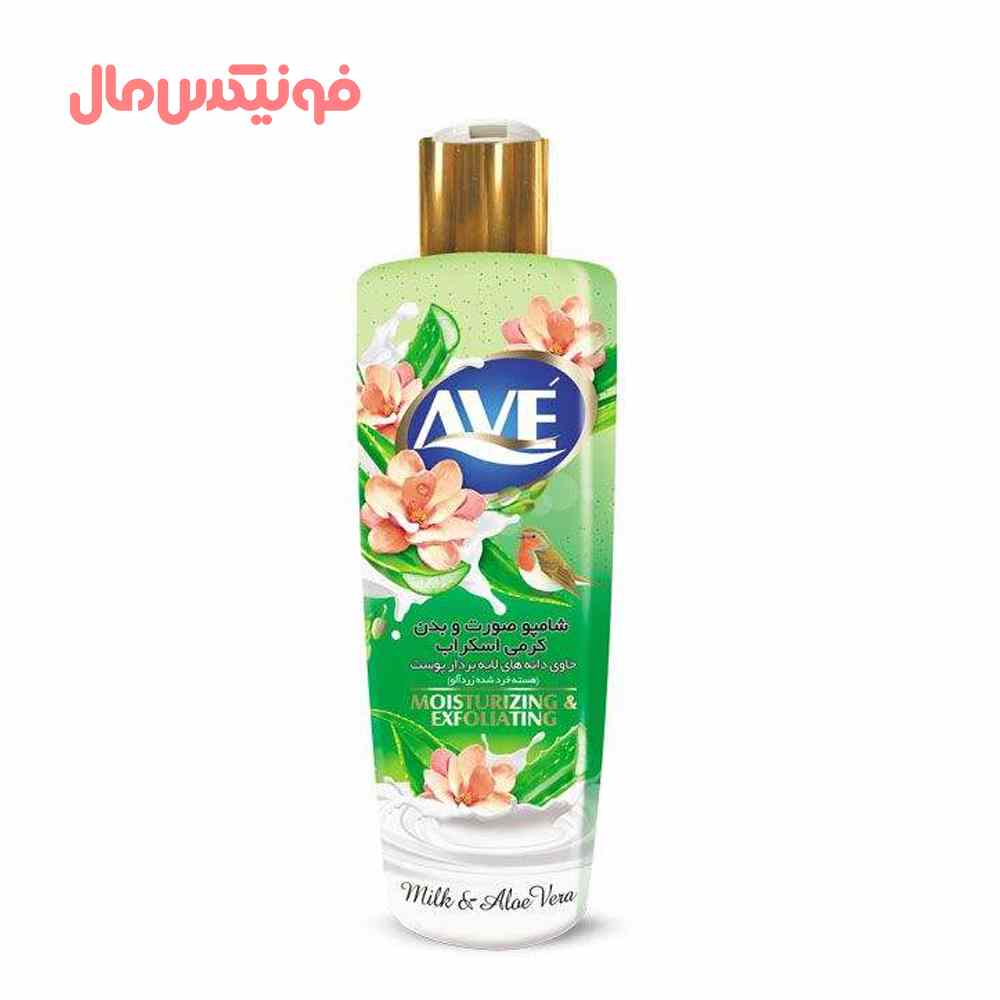 فونیکس‌مال
AVÉ
شامپو صورت و بدن
کرمی اسکراب
حاوی دانه های لایه بردار پوست
(هسته خرد شده زردآلو)
MOISTURIZING &
EXFOLIATING
Milk & Aloe Vera